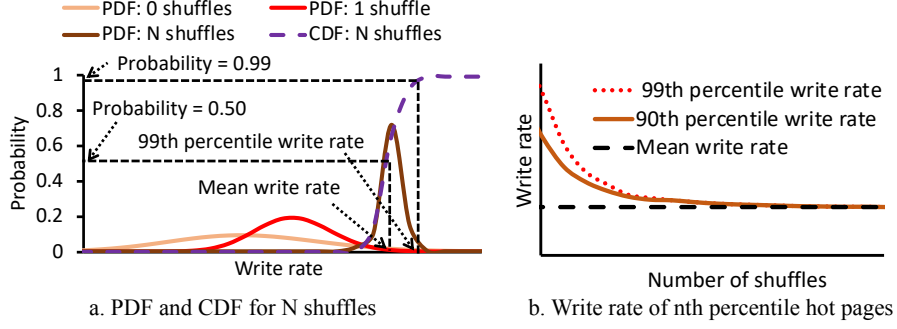 PDF: 0 shuffles PDF: 1 shuffle
PDF: N shuffles CDF: N shuffles
Probability = 0.99
Probability = 0.50
99th percentile write rate
Mean write rate
1
0.8
0.6
0.4
0.2
0
Probability
Write rate
a. PDF and CDF for N shuffles
99th percentile write rate
90th percentile write rate
Mean write rate
Write rate
Number of shuffles
b. Write rate of nth percentile hot pages